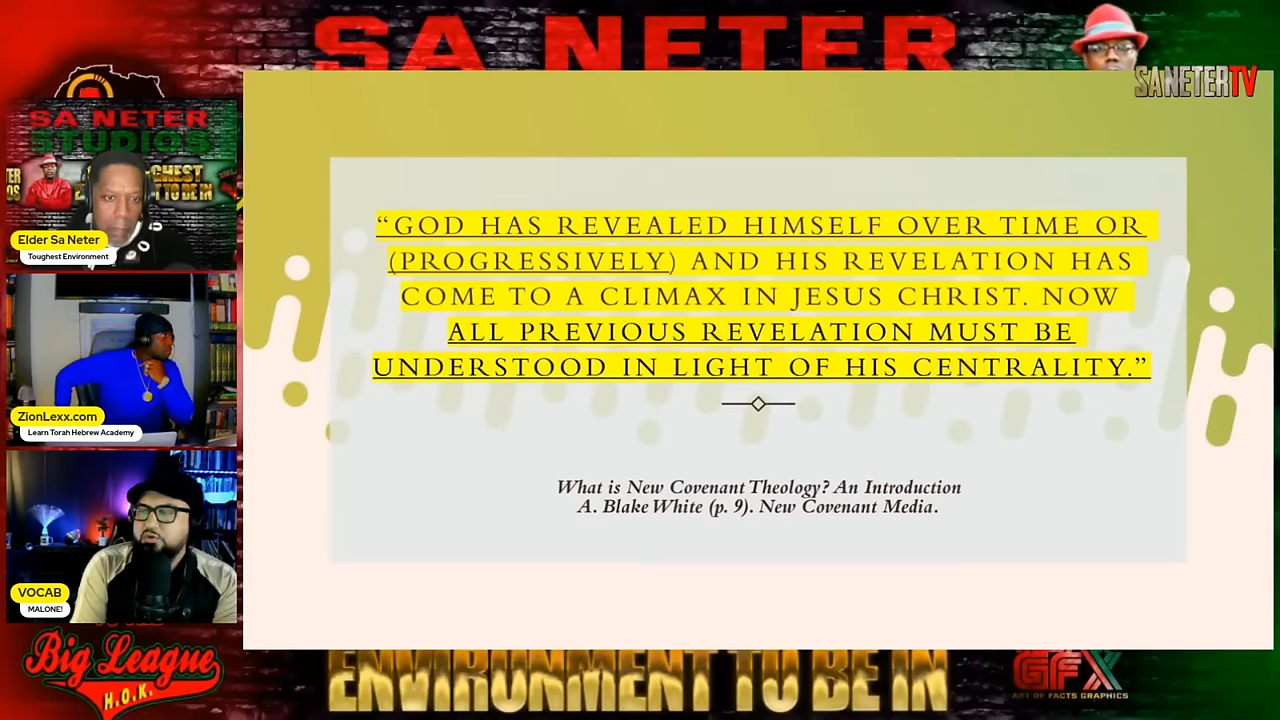 SA NETER
SANETERTV
SA NETER
STUDIOS
Elder Sa Neter
Toughest Environment
ZionLexx.com
Learn Torah Hebrew Academy
VOCAB
MALONE!
“GOD HAS REVEALED HIMSELF OVER TIME OR
(PROGRESSIVELY) AND HIS REVELATION HAS
COME TO A CLIMAX IN JESUS CHRIST. NOW
ALL PREVIOUS REVELATION MUST BE
UNDERSTOOD IN LIGHT OF HIS CENTRALITY.”
What is New Covenant Theology? An Introduction
A. Blake White (p. 9). New Covenant Media.
Big League
H.O.K.
ENVIRONMENT TO BE IN
GFX
ART OF FACTS GRAPHICS